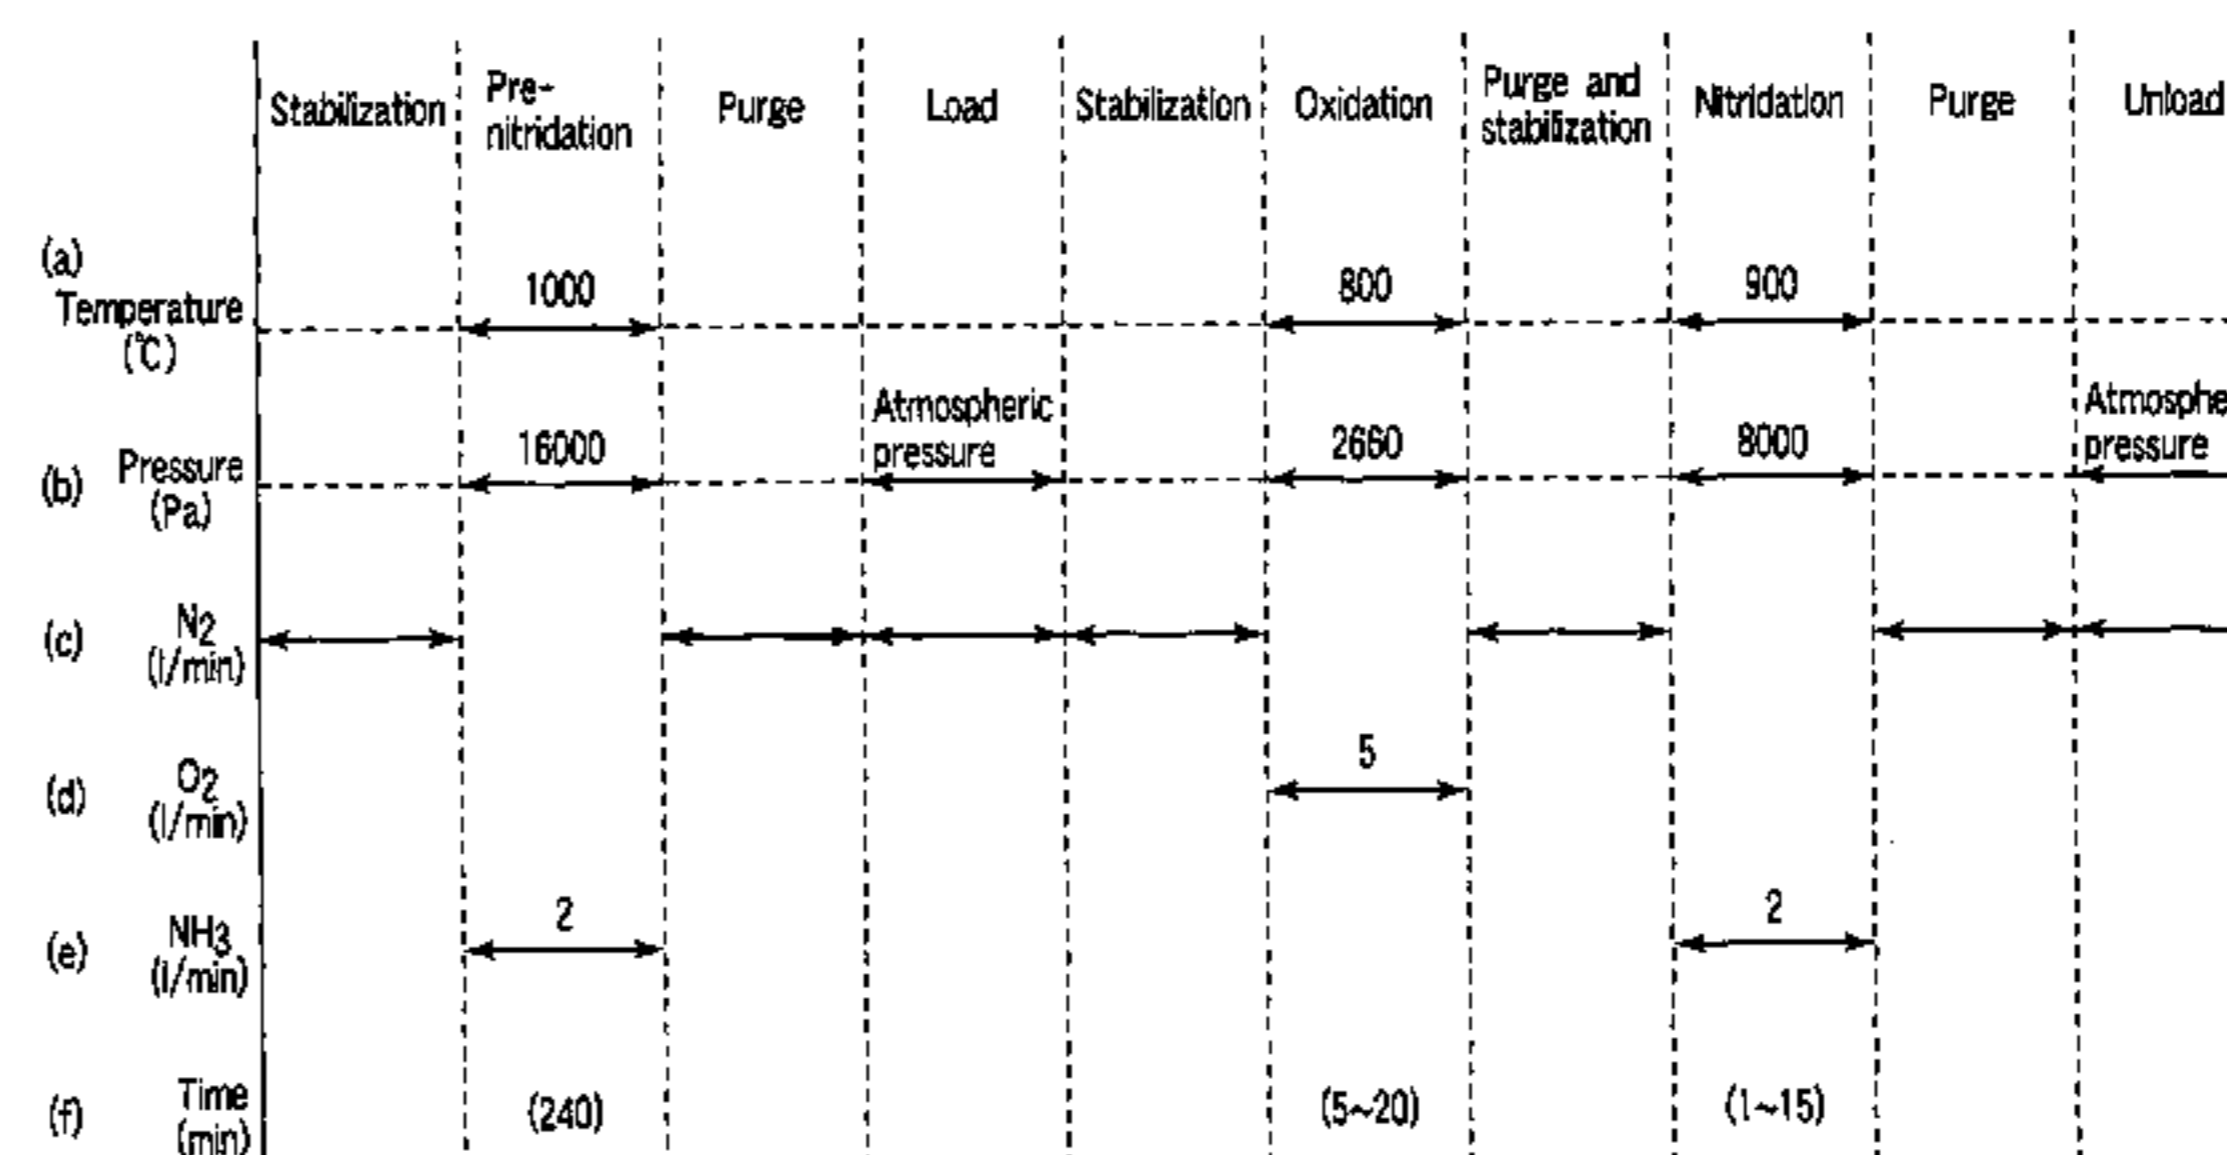 Stabilization
Pre-
nitridation
Purge
Load
Stabilization
Oxidation
Purge and
stabilization
Nitridation
Purge
Unload
(a)
Temperature
(℃)
1000
800
900
(b)
Pressure
(Pa)
16000
Atmospheric
pressure
2660
8000
Atmosphe
pressure
(c)
N2
(l/min)
(d)
O2
(l/min)
5
(e)
NH3
(l/min)
2
2
(f)
Time
(min)
(240)
(5~20)
(1~15)